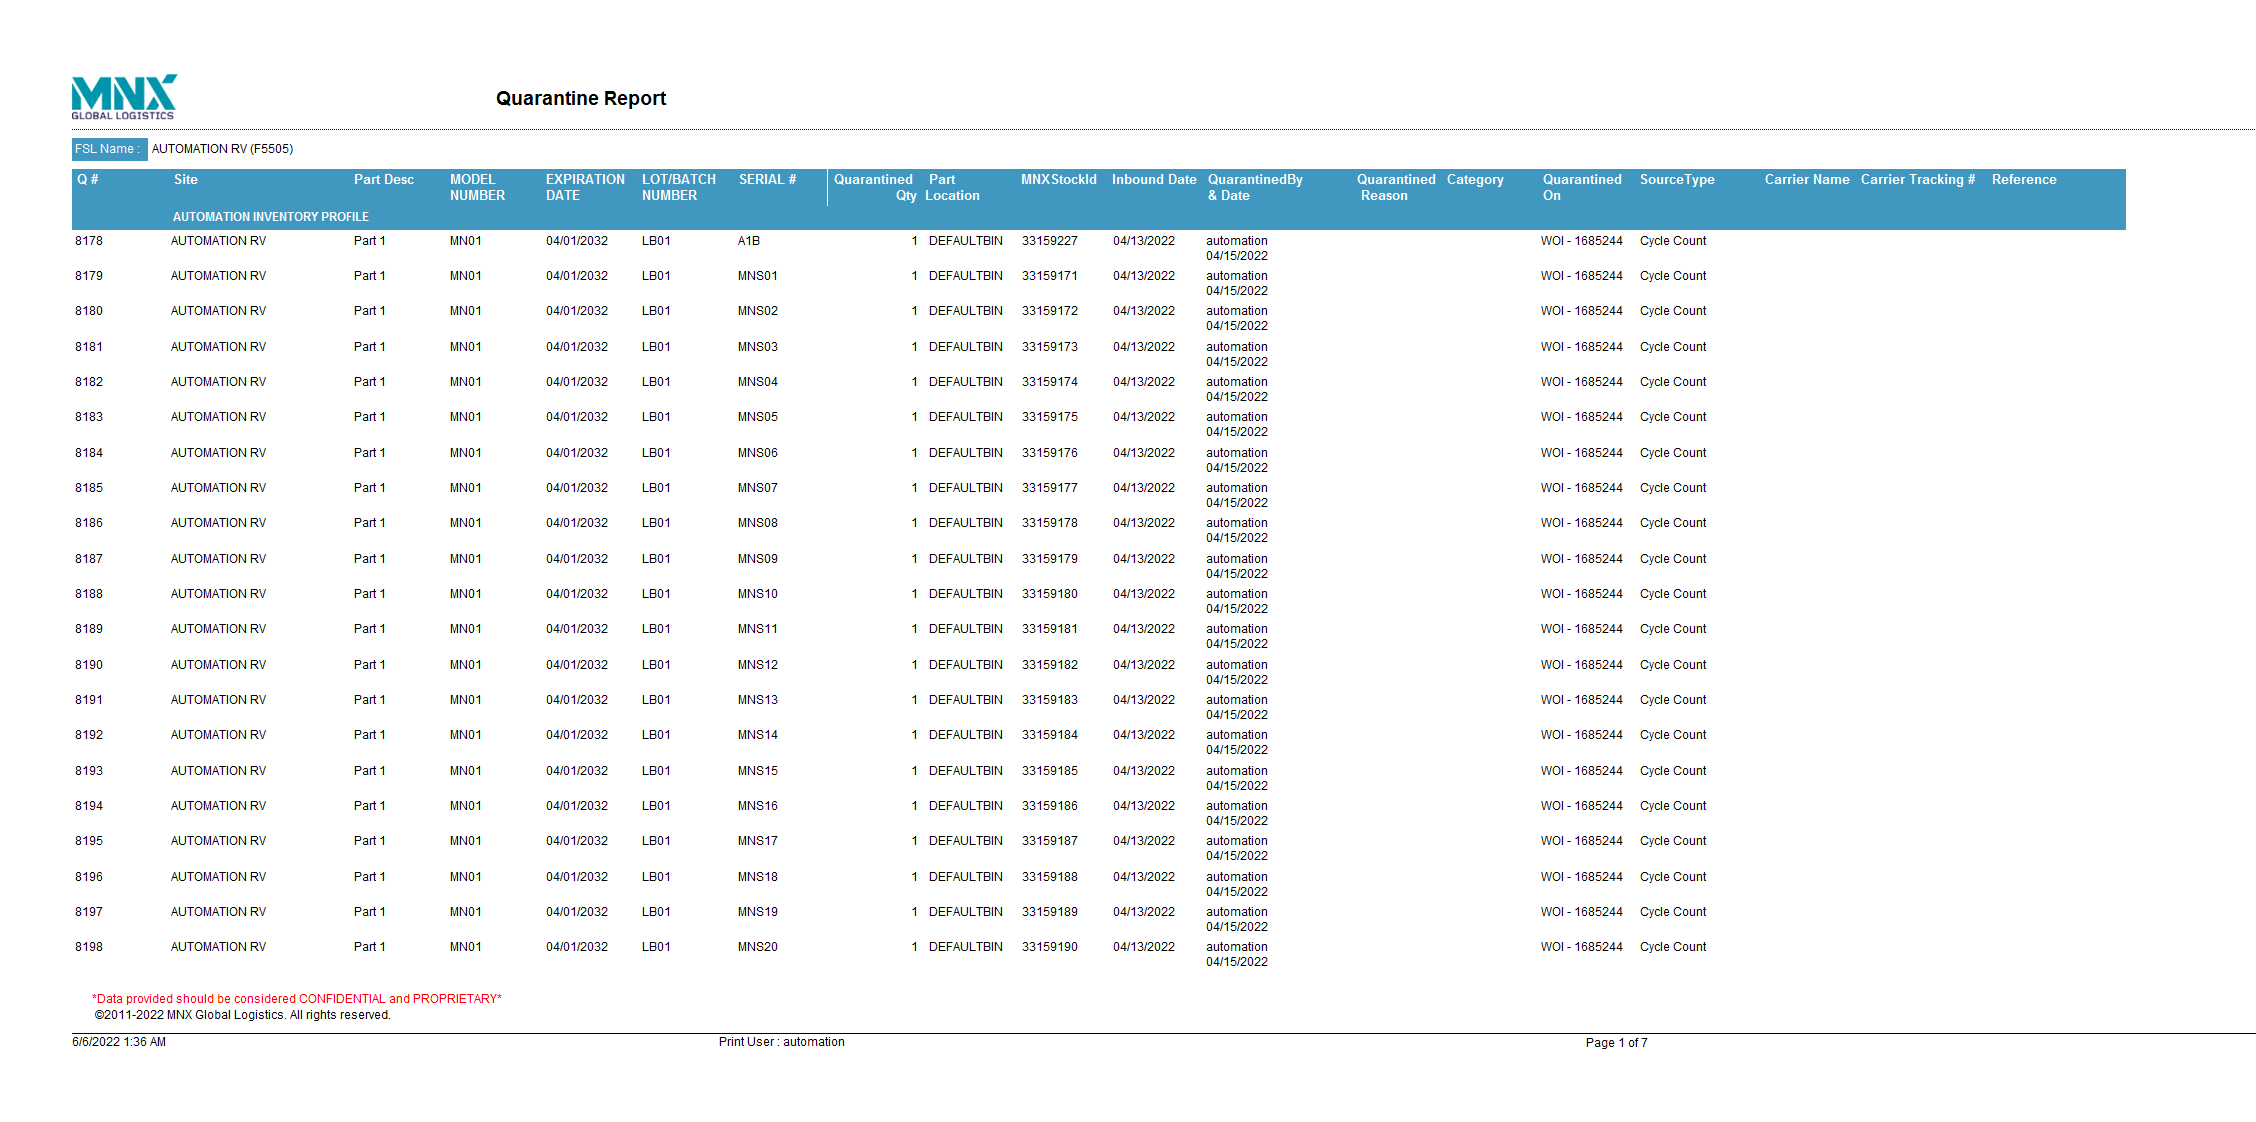 MNX
GLOBAL LOGISTICS
Quarantine Report
FSL Name : AUTOMATION RV (F5505)
Q # Site Part Desc MODEL EXPIRATION LOT/BATCH SERIAL # Quarantined Part MNXStockId Inbound Date QuarantinedBy Quarantined Category Quarantined SourceType Carrier Name Carrier Tracking # Reference
NUMBER DATE NUMBER Qty Location & Date Reason On
AUTOMATION INVENTORY PROFILE
8178 AUTOMATION RV Part 1 MN01 04/01/2032 LB01 A1B 1 DEFAULTBIN 33159227 04/13/2022 automation WOI - 1685244 Cycle Count
04/15/2022
8179 AUTOMATION RV Part 1 MN01 04/01/2032 LB01 MNS01 1 DEFAULTBIN 33159171 04/13/2022 automation WOI - 1685244 Cycle Count
04/15/2022
8180 AUTOMATION RV Part 1 MN01 04/01/2032 LB01 MNS02 1 DEFAULTBIN 33159172 04/13/2022 automation WOI - 1685244 Cycle Count
04/15/2022
8181 AUTOMATION RV Part 1 MN01 04/01/2032 LB01 MNS03 1 DEFAULTBIN 33159173 04/13/2022 automation WOI - 1685244 Cycle Count
04/15/2022
8182 AUTOMATION RV Part 1 MN01 04/01/2032 LB01 MNS04 1 DEFAULTBIN 33159174 04/13/2022 automation WOI - 1685244 Cycle Count
04/15/2022
8183 AUTOMATION RV Part 1 MN01 04/01/2032 LB01 MNS05 1 DEFAULTBIN 33159175 04/13/2022 automation WOI - 1685244 Cycle Count
04/15/2022
8184 AUTOMATION RV Part 1 MN01 04/01/2032 LB01 MNS06 1 DEFAULTBIN 33159176 04/13/2022 automation WOI - 1685244 Cycle Count
04/15/2022
8185 AUTOMATION RV Part 1 MN01 04/01/2032 LB01 MNS07 1 DEFAULTBIN 33159177 04/13/2022 automation WOI - 1685244 Cycle Count
04/15/2022
8186 AUTOMATION RV Part 1 MN01 04/01/2032 LB01 MNS08 1 DEFAULTBIN 33159178 04/13/2022 automation WOI - 1685244 Cycle Count
04/15/2022
8187 AUTOMATION RV Part 1 MN01 04/01/2032 LB01 MNS09 1 DEFAULTBIN 33159179 04/13/2022 automation WOI - 1685244 Cycle Count
04/15/2022
8188 AUTOMATION RV Part 1 MN01 04/01/2032 LB01 MNS10 1 DEFAULTBIN 33159180 04/13/2022 automation WOI - 1685244 Cycle Count
04/15/2022
8189 AUTOMATION RV Part 1 MN01 04/01/2032 LB01 MNS11 1 DEFAULTBIN 33159181 04/13/2022 automation WOI - 1685244 Cycle Count
04/15/2022
8190 AUTOMATION RV Part 1 MN01 04/01/2032 LB01 MNS12 1 DEFAULTBIN 33159182 04/13/2022 automation WOI - 1685244 Cycle Count
04/15/2022
8191 AUTOMATION RV Part 1 MN01 04/01/2032 LB01 MNS13 1 DEFAULTBIN 33159183 04/13/2022 automation WOI - 1685244 Cycle Count
04/15/2022
8192 AUTOMATION RV Part 1 MN01 04/01/2032 LB01 MNS14 1 DEFAULTBIN 33159184 04/13/2022 automation WOI - 1685244 Cycle Count
04/15/2022
8193 AUTOMATION RV Part 1 MN01 04/01/2032 LB01 MNS15 1 DEFAULTBIN 33159185 04/13/2022 automation WOI - 1685244 Cycle Count
04/15/2022
8194 AUTOMATION RV Part 1 MN01 04/01/2032 LB01 MNS16 1 DEFAULTBIN 33159186 04/13/2022 automation WOI - 1685244 Cycle Count
04/15/2022
8195 AUTOMATION RV Part 1 MN01 04/01/2032 LB01 MNS17 1 DEFAULTBIN 33159187 04/13/2022 automation WOI - 1685244 Cycle Count
04/15/2022
8196 AUTOMATION RV Part 1 MN01 04/01/2032 LB01 MNS18 1 DEFAULTBIN 33159188 04/13/2022 automation WOI - 1685244 Cycle Count
04/15/2022
8197 AUTOMATION RV Part 1 MN01 04/01/2032 LB01 MNS19 1 DEFAULTBIN 33159189 04/13/2022 automation WOI - 1685244 Cycle Count
04/15/2022
8198 AUTOMATION RV Part 1 MN01 04/01/2032 LB01 MNS20 1 DEFAULTBIN 33159190 04/13/2022 automation WOI - 1685244 Cycle Count
04/15/2022
*Data provided should be considered CONFIDENTIAL and PROPRIETARY*
©2011-2022 MNX Global Logistics. All rights reserved.
6/6/2022 1:36 AM Print User : automation Page 1 of 7